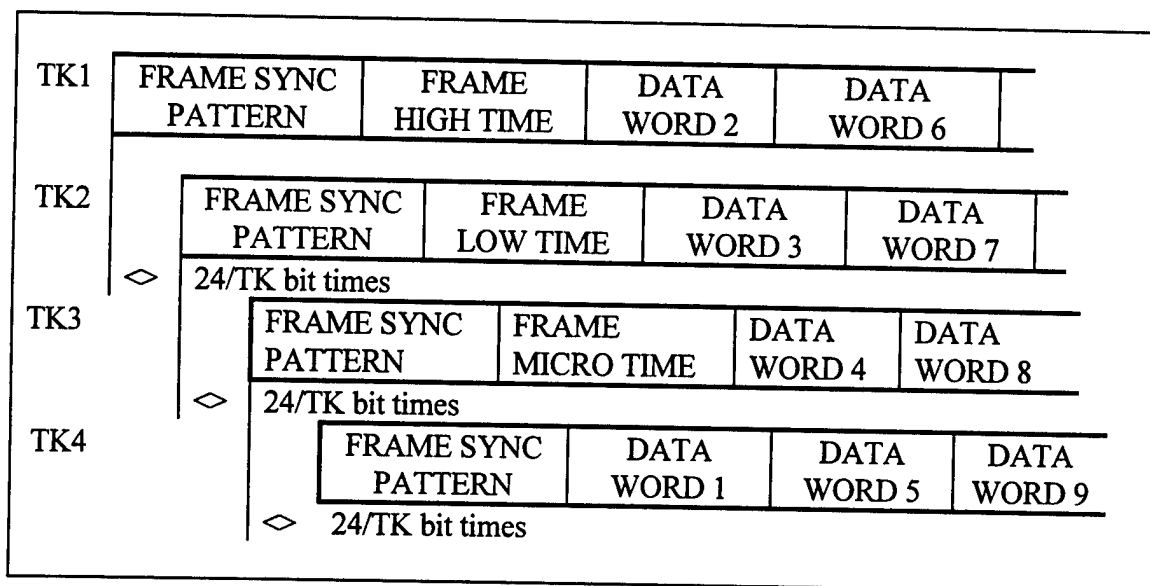 TK1
FRAME SYNC PATTERN
FRAME HIGH TIME
DATA WORD 2
DATA WORD 6
TK2
FRAME SYNC PATTERN
FRAME LOW TIME
DATA WORD 3
DATA WORD 7
<> 24/TK bit times
TK3
FRAME SYNC PATTERN
FRAME MICRO TIME
DATA WORD 4
DATA WORD 8
<> 24/TK bit times
TK4
FRAME SYNC PATTERN
DATA WORD 1
DATA WORD 5
DATA WORD 9
<> 24/TK bit times